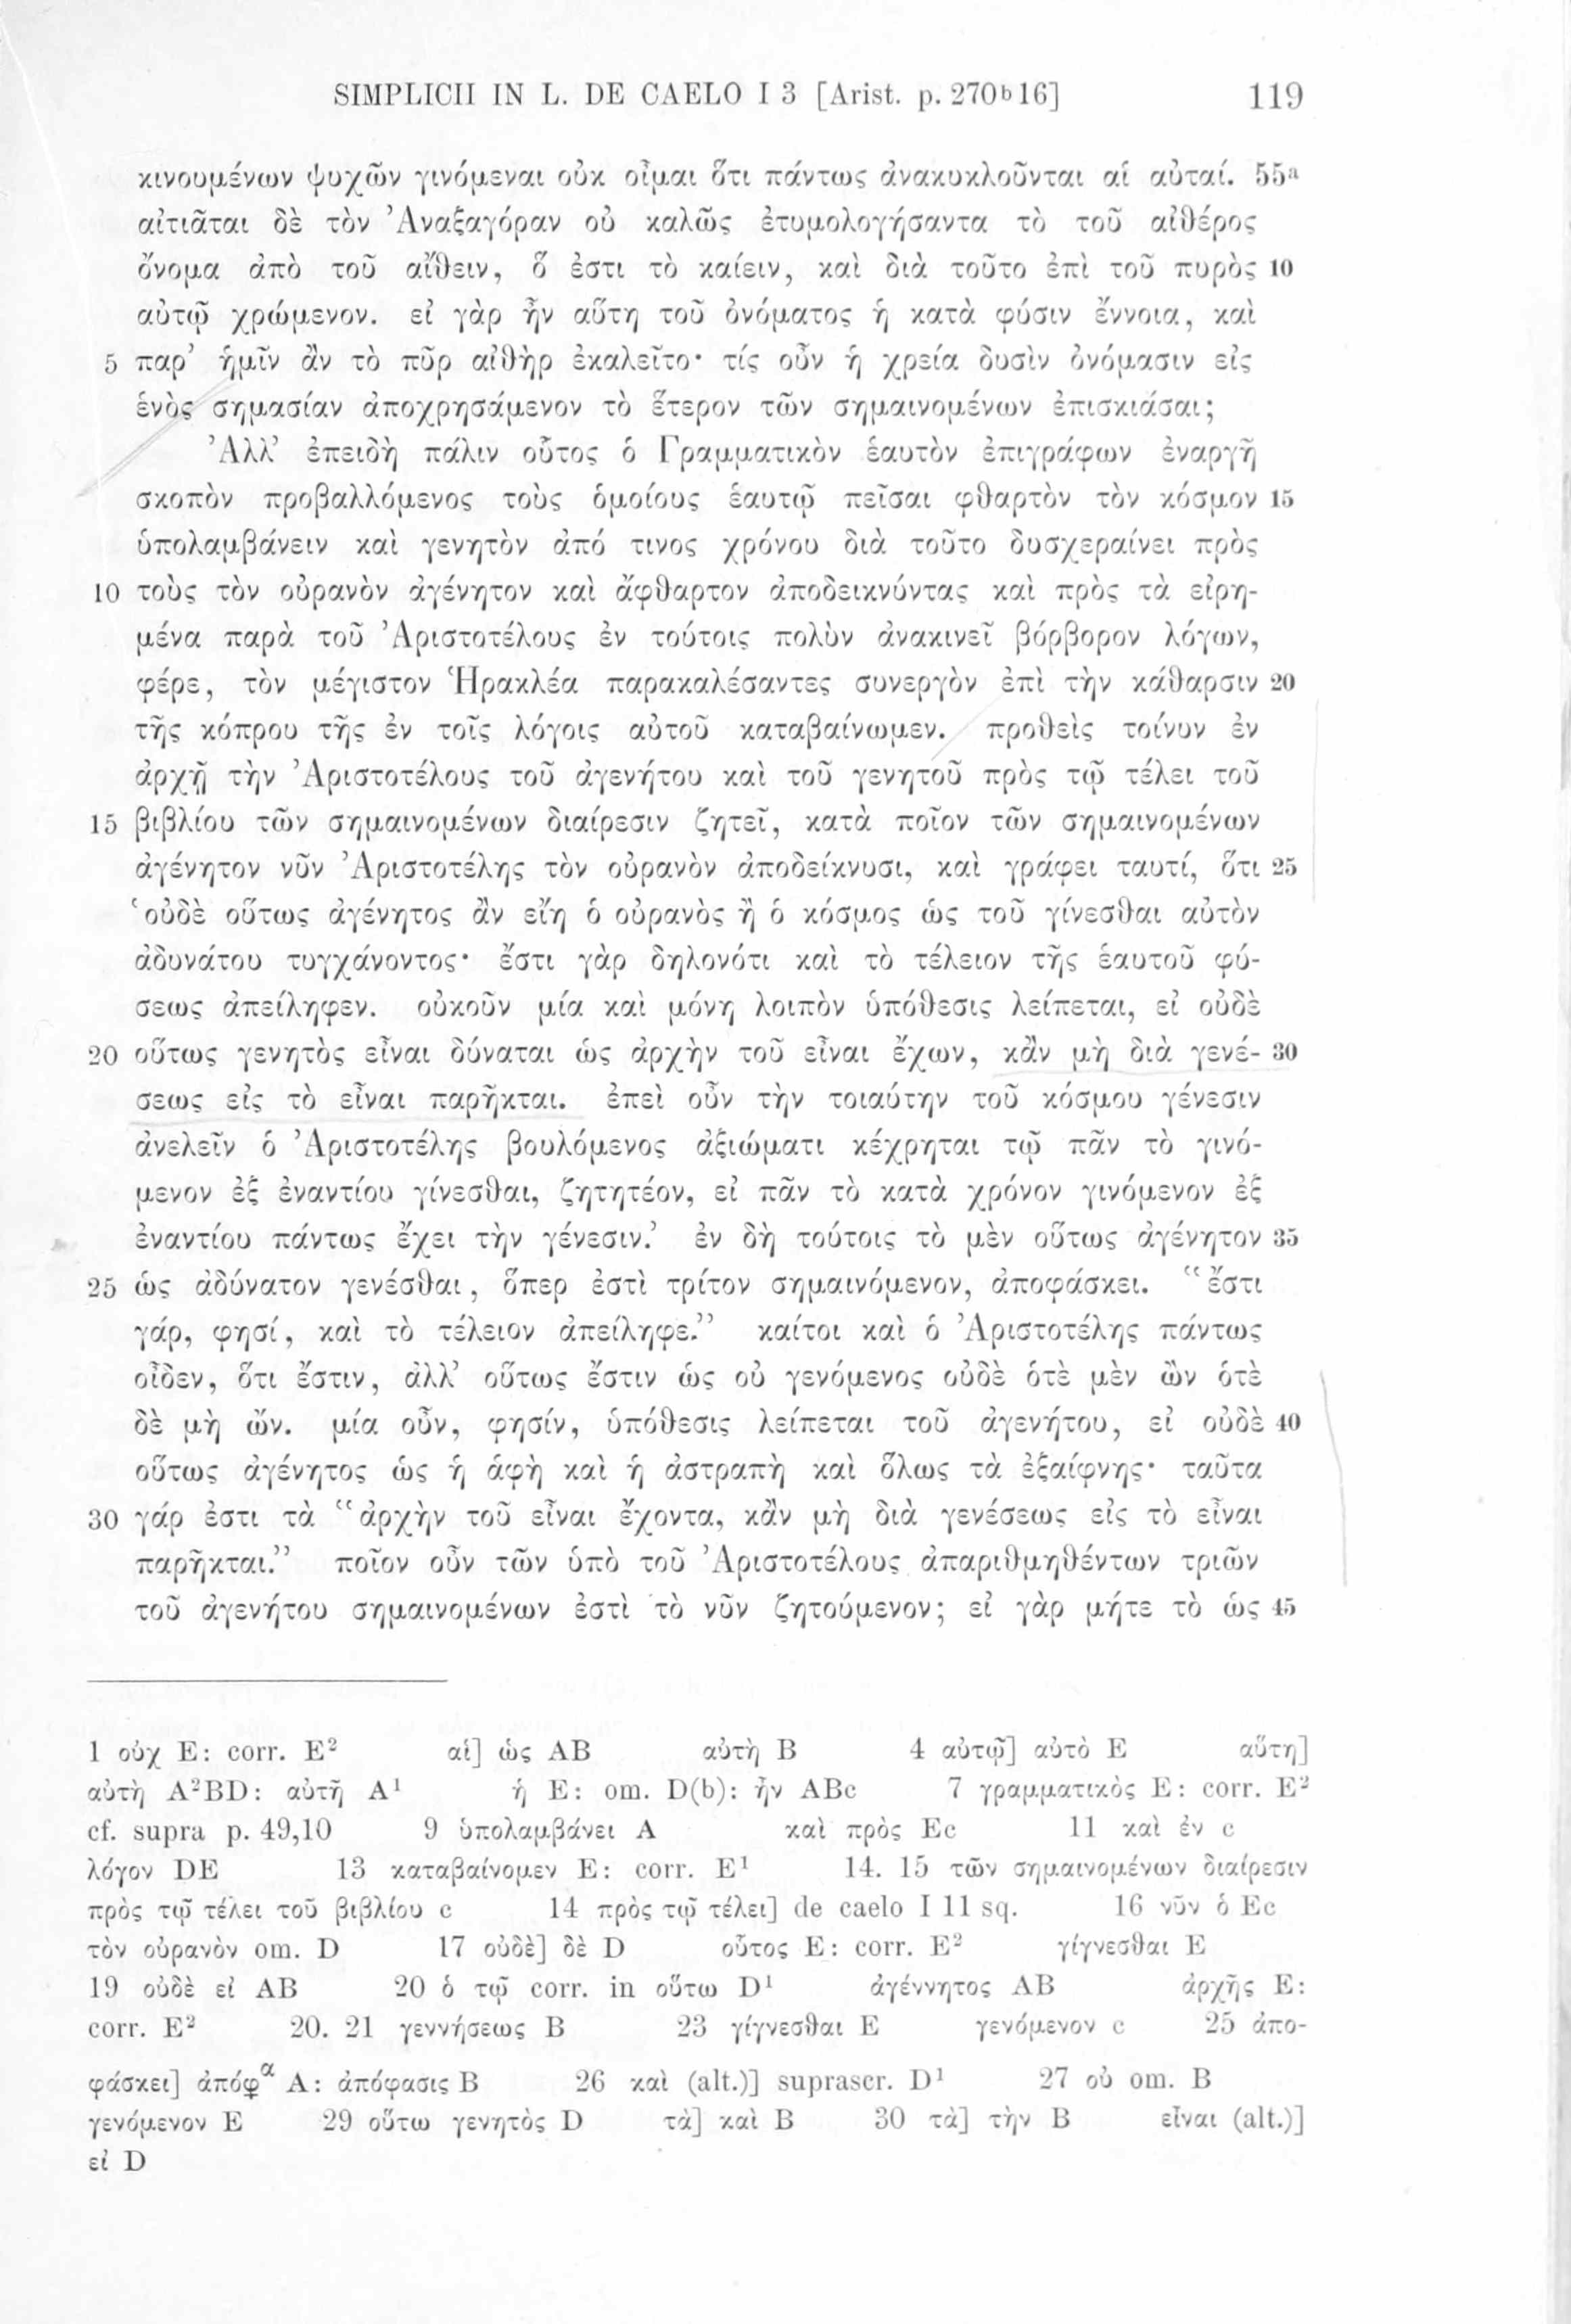 SIMPLICII IN L. DE CAELO I 3 [Arist. p. 270ᵇ16] 119
κινουμένων ψυχῶν γινόμεναι οὐκ οἶμαι ὅτι πάντως ἀνακυκλοῦνται αἱ αὐταί. 55ᵃ
αἰτιᾶται δὲ τὸν Ἀναξαγόραν οὐ καλῶς ἐτυμολογήσαντα τὸ τοῦ αἰθέρος
ὄνομα ἀπὸ τοῦ αἴθειν, ὅ ἐστι τὸ καίειν, καὶ διὰ τοῦτο ἐπὶ τοῦ πυρὸς 10
αὐτῷ χρώμενον. εἰ γὰρ ἦν αὕτη τοῦ ὀνόματος ἡ κατὰ φύσιν ἔννοια, καὶ
5 παρ’ ἡμῖν ἂν τὸ πῦρ αἰθὴρ ἐκαλεῖτο· τίς οὖν ἡ χρεία δυσὶν ὀνόμασιν εἰς
ἑνὸς σημασίαν ἀποχρησάμενον τὸ ἕτερον τῶν σημαινομένων ἐπισκιάσαι;
Ἀλλ’ ἐπειδὴ πάλιν οὗτος ὁ Γραμματικὸν ἑαυτὸν ἐπιγράφων ἐναργῆ
σκοπὸν προβαλλόμενος τοὺς ὁμοίους ἑαυτῷ πεῖσαι φθαρτὸν τὸν κόσμον 15
ὑπολαμβάνειν καὶ γενητὸν ἀπό τινος χρόνου διὰ τοῦτο δυσχεραίνει πρὸς
10 τοὺς τὸν οὐρανὸν ἀγένητον καὶ ἄφθαρτον ἀποδεικνύντας καὶ πρὸς τὰ εἰρη-
μένα παρὰ τοῦ Ἀριστοτέλους ἐν τούτοις πολὺν ἀνακινεῖ βόρβορον λόγων,
φέρε, τὸν μέγιστον Ἡρακλέα παρακαλέσαντες συνεργὸν ἐπὶ τὴν κάθαρσιν 20
τῆς κόπρου τῆς ἐν τοῖς λόγοις αὐτοῦ καταβαίνωμεν. προθεὶς τοίνυν ἐν
ἀρχῇ τὴν Ἀριστοτέλους τοῦ ἀγενήτου καὶ τοῦ γενητοῦ πρὸς τῷ τέλει τοῦ
15 βιβλίου τῶν σημαινομένων διαίρεσιν ζητεῖ, κατὰ ποῖον τῶν σημαινομένων
ἀγένητον νῦν Ἀριστοτέλης τὸν οὐρανὸν ἀποδείκνυσι, καὶ γράφει ταυτί, ὅτι 25
‘οὐδὲ οὕτως ἀγένητος ἂν εἴη ὁ οὐρανὸς ἢ ὁ κόσμος ὡς τοῦ γίνεσθαι αὐτὸν
ἀδυνάτου τυγχάνοντος· ἔστι γὰρ δηλονότι καὶ τὸ τέλειον τῆς ἑαυτοῦ φύ-
σεως ἀπείληφεν. οὐκοῦν μία καὶ μόνη λοιπὸν ὑπόθεσις λείπεται, εἰ οὐδὲ
20 οὕτως γενητὸς εἶναι δύναται ὡς ἀρχὴν τοῦ εἶναι ἔχων, κἂν μὴ διὰ γενέ- 30
σεως εἰς τὸ εἶναι παρῆκται. ἐπεὶ οὖν τὴν τοιαύτην τοῦ κόσμου γένεσιν
ἀνελεῖν ὁ Ἀριστοτέλης βουλόμενος ἀξιώματι κέχρηται τῷ πᾶν τὸ γινό-
μενον ἐξ ἐναντίου γίνεσθαι, ζητητέον, εἰ πᾶν τὸ κατὰ χρόνον γινόμενον ἐξ
ἐναντίου πάντως ἔχει τὴν γένεσιν.’ ἐν δὴ τούτοις τὸ μὲν οὕτως ἀγένητον 35
25 ὡς ἀδύνατον γενέσθαι, ὅπερ ἐστὶ τρίτον σημαινόμενον, ἀποφάσκει. “ἔστι
γάρ, φησί, καὶ τὸ τέλειον ἀπείληφε.” καίτοι καὶ ὁ Ἀριστοτέλης πάντως
οἶδεν, ὅτι ἔστιν, ἀλλ’ οὕτως ἔστιν ὡς οὐ γενόμενος οὐδὲ ὁτὲ μὲν ὢν ὁτὲ
δὲ μὴ ὤν. μία οὖν, φησίν, ὑπόθεσις λείπεται τοῦ ἀγενήτου, εἰ οὐδὲ 40
οὕτως ἀγένητος ὡς ἡ ἁφὴ καὶ ἡ ἀστραπὴ καὶ ὅλως τὰ ἐξαίφνης· ταῦτα
30 γάρ ἐστι τὰ “ἀρχὴν τοῦ εἶναι ἔχοντα, κἂν μὴ διὰ γενέσεως εἰς τὸ εἶναι
παρῆκται.” ποῖον οὖν τῶν ὑπὸ τοῦ Ἀριστοτέλους ἀπαριθμηθέντων τριῶν
τοῦ ἀγενήτου σημαινομένων ἐστὶ τὸ νῦν ζητούμενον; εἰ γὰρ μήτε τὸ ὡς 45
1 οὐχ E: corr. E² αἱ] ὡς AB αὐτὴ B 4 αὐτῷ] αὐτὸ E αὕτη]
αὐτὴ A²BD: αὐτῆ A¹ ἡ E: om. D(b): ἦν ABc 7 γραμματικὸς E: corr. E²
cf. supra p. 49,10 9 ὑπολαμβάνει A καὶ πρὸς Ec 11 καὶ ἐν c
λόγον DE 13 καταβαίνομεν E: corr. E¹ 14. 15 τῶν σημαινομένων διαίρεσιν
πρὸς τῷ τέλει τοῦ βιβλίου c 14 πρὸς τῷ τέλει] de caelo I 11 sq. 16 νῦν ὁ Ec
τὸν οὐρανὸν om. D 17 οὐδὲ] δὲ D οὗτος E: corr. E² γίγνεσθαι E
19 οὐδὲ εἰ AB 20 ὁ τῷ corr. in οὕτω D¹ ἀγέννητος AB ἀρχῆς E:
corr. E² 20. 21 γεννήσεως B 23 γίγνεσθαι E γενόμενον c 25 ἀπο-
φάσκει] ἀπόφᵅ A: ἀπόφασις B 26 καὶ (alt.)] suprascr. D¹ 27 οὐ om. B
γενόμενον E 29 οὕτω γενητὸς D τὰ] καὶ B 30 τὰ] τὴν B εἶναι (alt.)]
εἰ D